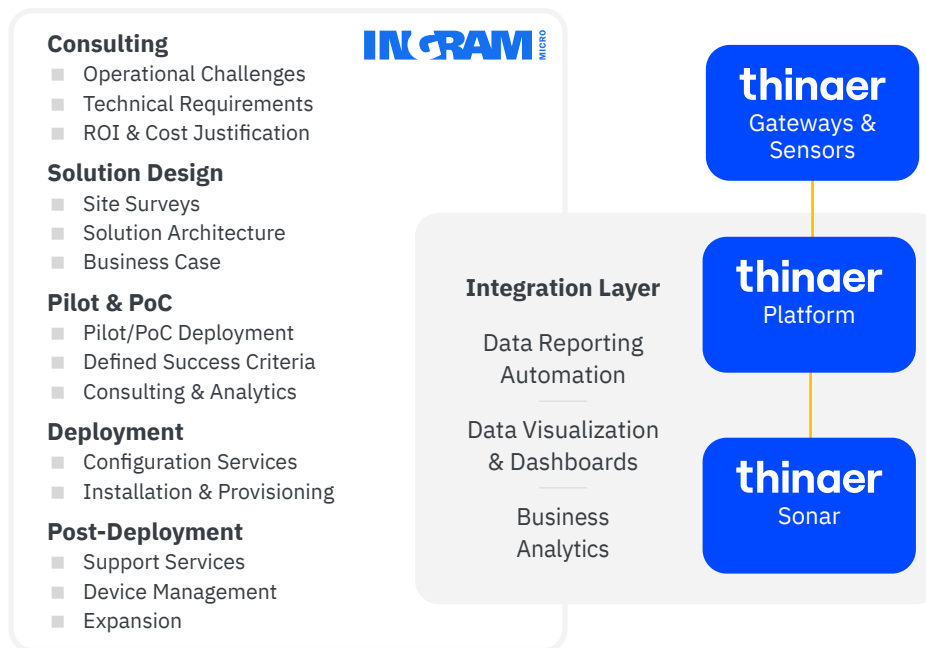 Consulting
Operational Challenges
Technical Requirements
ROI & Cost Justification
Solution Design
Site Surveys
Solution Architecture
Business Case
Pilot & PoC
Pilot/PoC Deployment
Defined Success Criteria
Consulting & Analytics
Deployment
Configuration Services
Installation & Provisioning
Post-Deployment
Support Services
Device Management
Expansion
INGRAM MICRO
Integration Layer
Data Reporting
Automation
Data Visualization
& Dashboards
Business
Analytics
thinaer
Gateways &
Sensors
thinaer
Platform
thinaer
Sonar